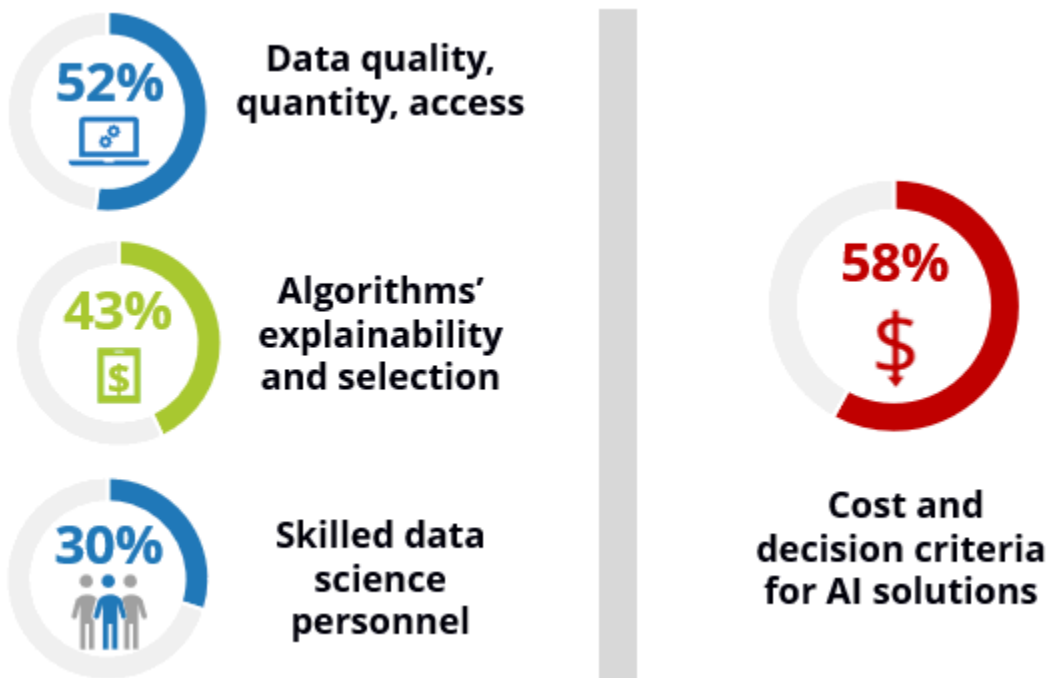 52%
Data quality,
quantity, access
43%
$
Algorithms’
explainability
and selection
30%
Skilled data
science
personnel
58%
$
Cost and
decision criteria
for AI solutions